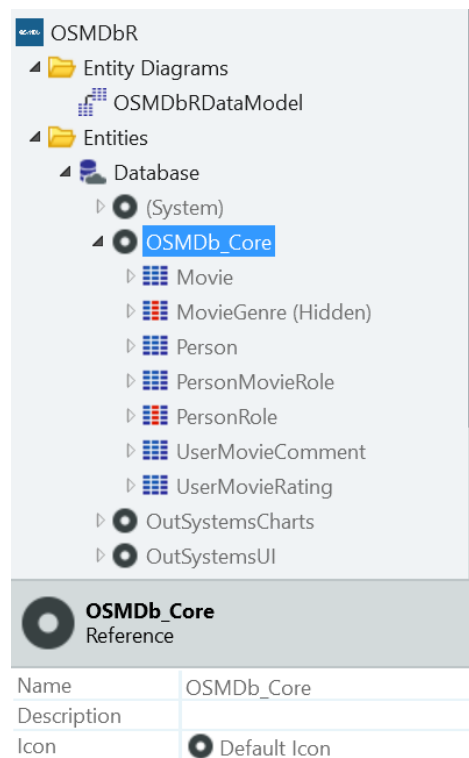 OSMDbR
Entity Diagrams
OSMDbRDataModel
Entities
Database
(System)
OSMDb_Core
Movie
MovieGenre (Hidden)
Person
PersonMovieRole
PersonRole
UserMovieComment
UserMovieRating
OutSystemsCharts
OutSystemsUI
OSMDb_Core
Reference
Name OSMDb_Core
Description
Icon Default Icon